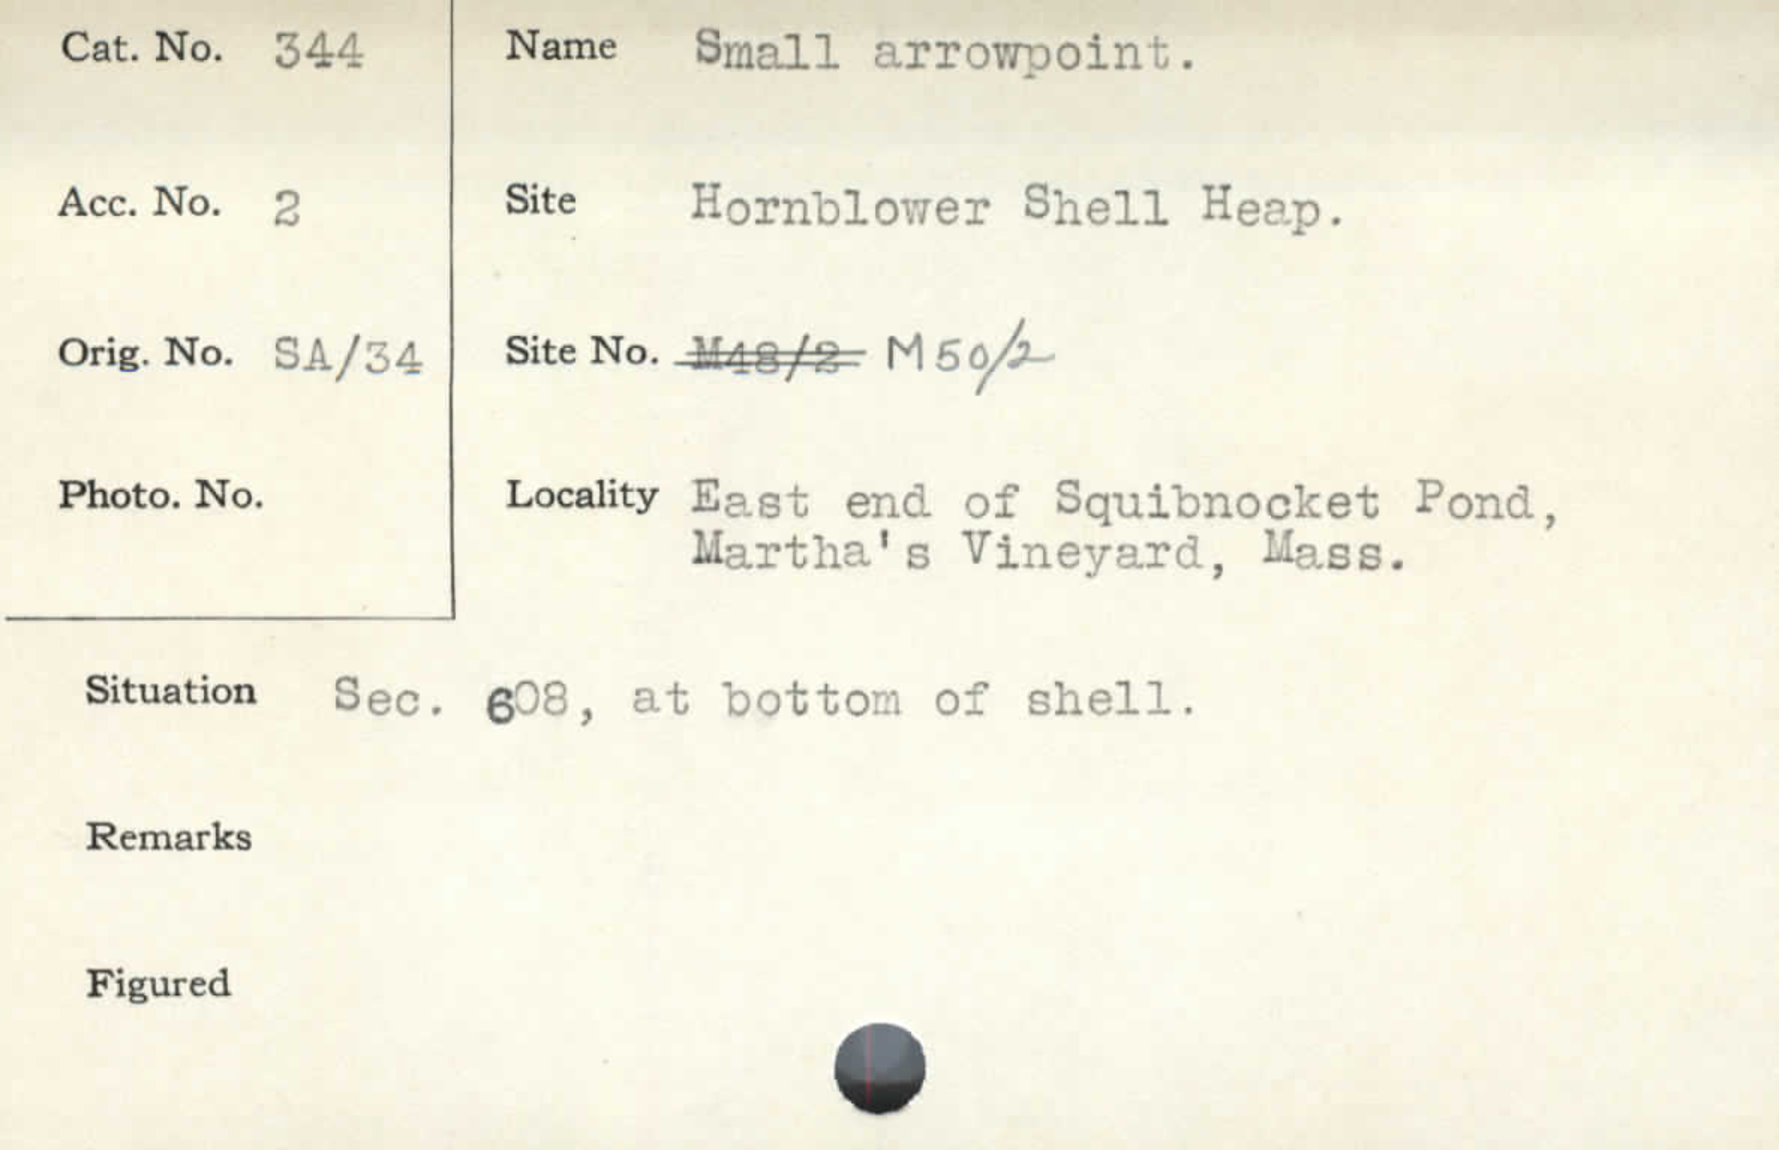 Cat. No. 344
Name Small arrowpoint.
Acc. No. 2
Site Hornblower Shell Heap.
Orig. No. SA/34
Site No. M48/2 M50/2
Photo. No.
Locality East end of Squibnocket Pond,
Martha's Vineyard, Mass.
Situation Sec. 608, at bottom of shell.
Remarks
Figured